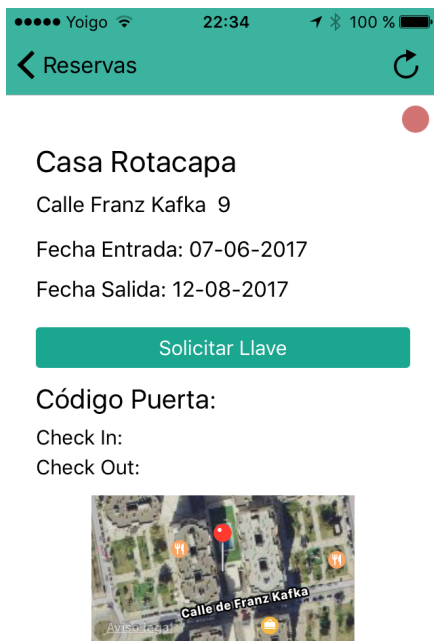 Yoigo 22:34 100 %
Reservas
Casa Rotacapa
Calle Franz Kafka 9
Fecha Entrada: 07-06-2017
Fecha Salida: 12-08-2017
Solicitar Llave
Código Puerta:
Check In:
Check Out:
Calle de Franz Kafka
Aviso legal